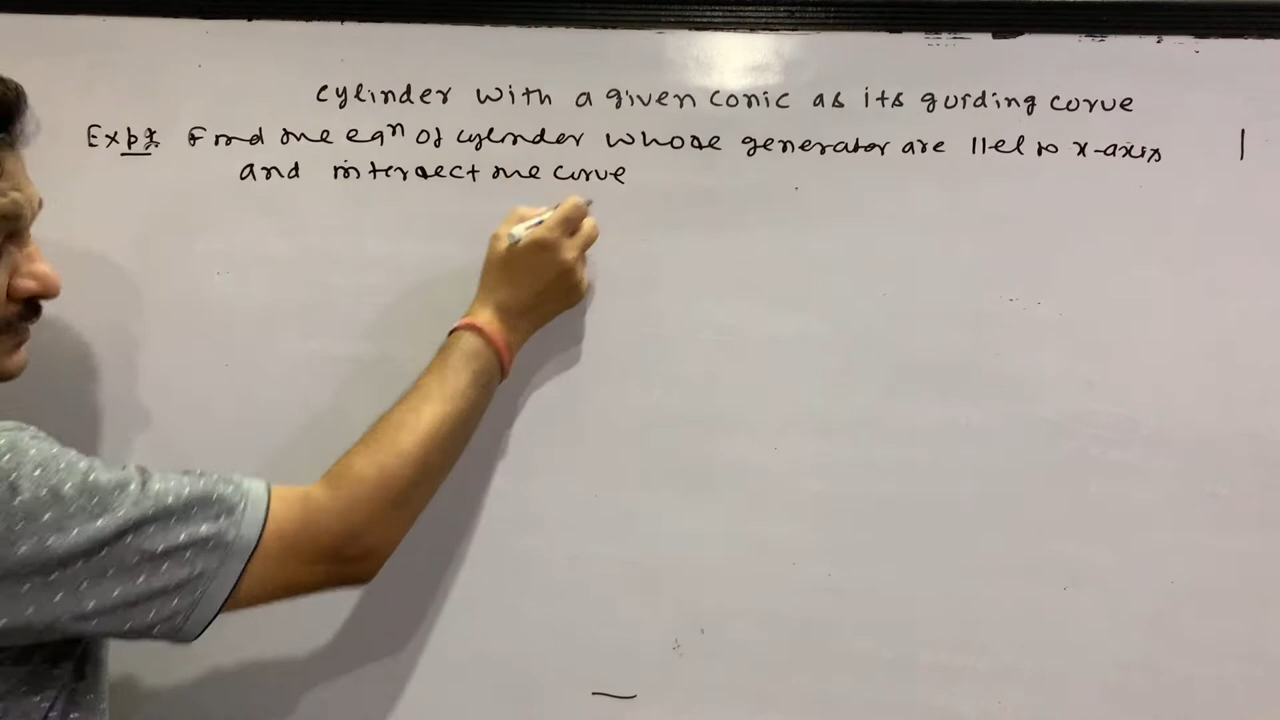 cylinder with a given conic as its guiding curve
Find the eqn of cylinder whose generator are llel to x-axis
and intersect the curve